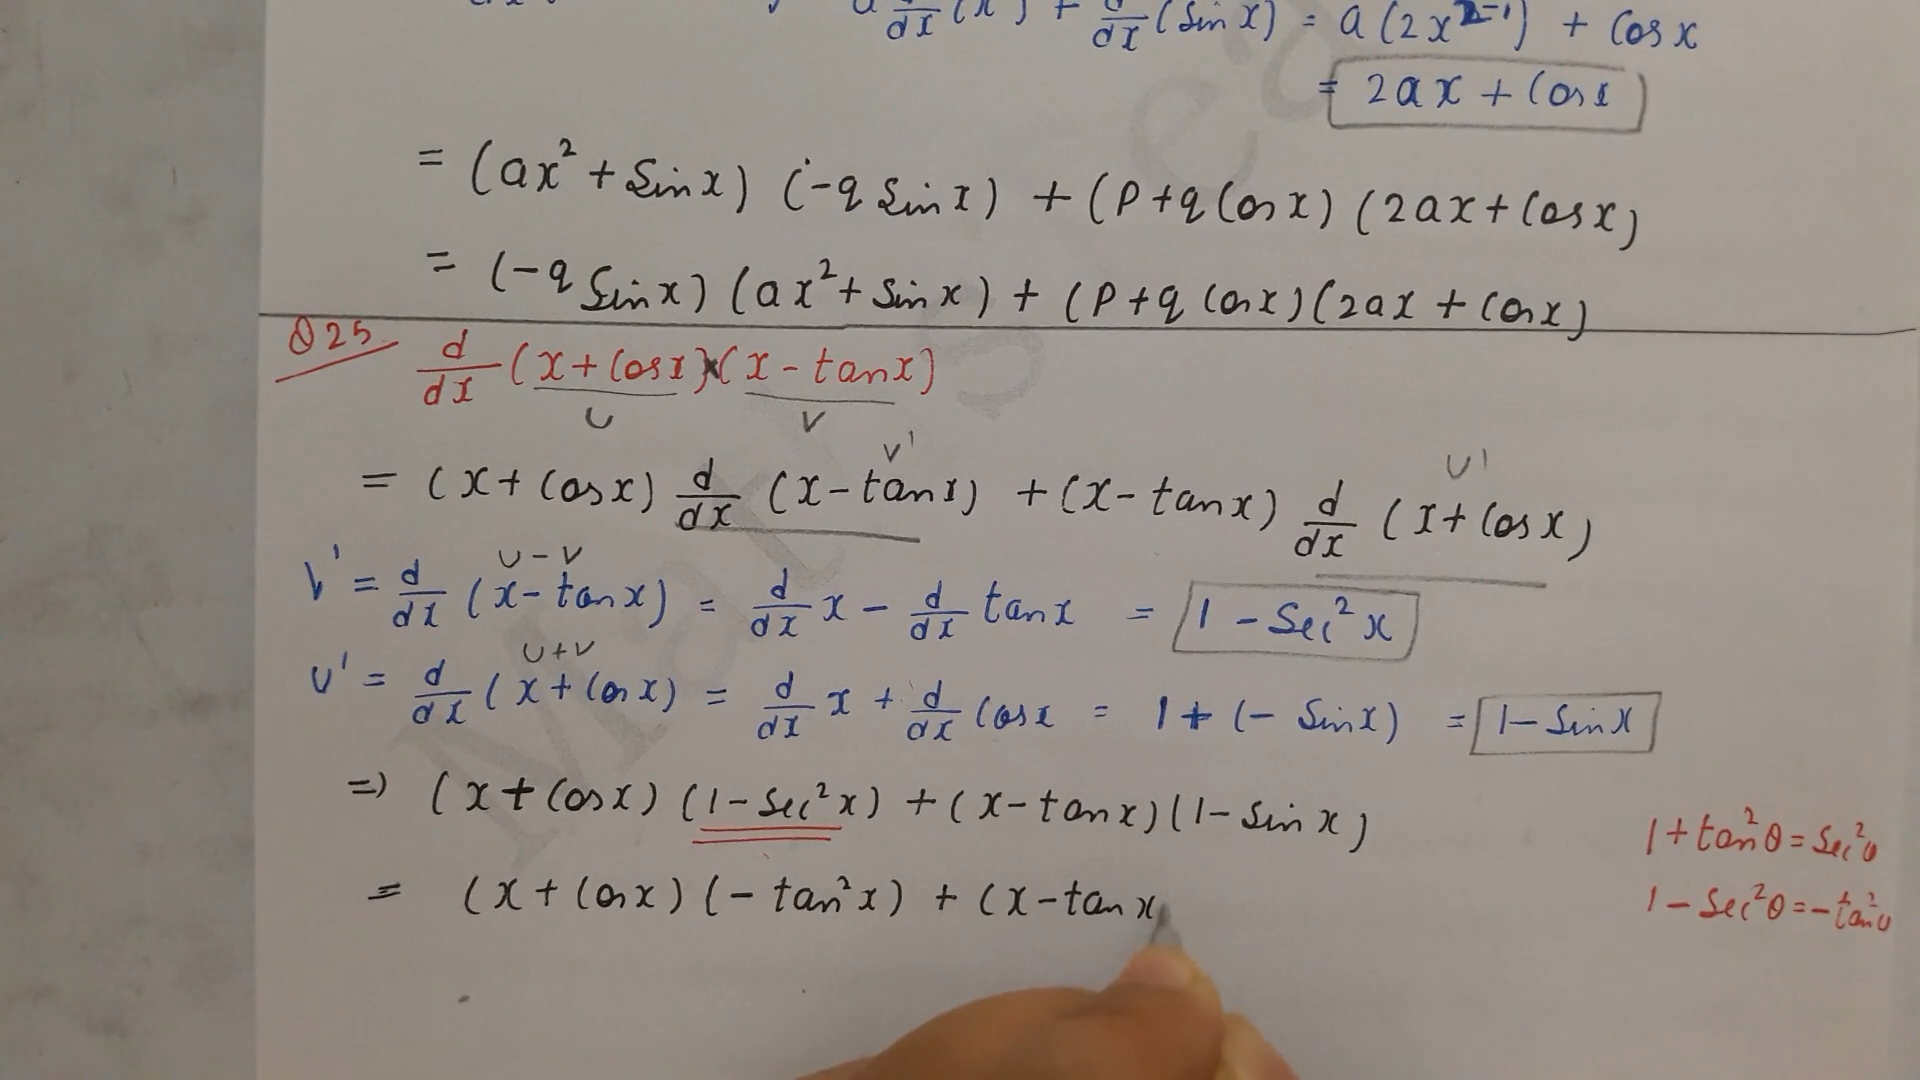 d/dx (x) + d/dx (Sin x) = a (2x²⁻¹) + Cos x
= 2ax + Cos x
= (ax² + Sin x) (-q Sin x) + (P + q Cos x) (2ax + Cos x)
= (-q Sin x) (ax² + Sin x) + (P + q Cos x) (2ax + Cos x)
Q25. d/dx (x + Cos x) (x - tan x)
U V
V' U'
= (x + Cos x) d/dx (x - tan x) + (x - tan x) d/dx (x + Cos x)
U - V
V' = d/dx (x - tan x) = d/dx x - d/dx tan x = 1 - Sec² x
U + V
U' = d/dx (x + Cos x) = d/dx x + d/dx Cos x = 1 + (- Sin x) = 1 - Sin x
=> (x + Cos x) (1 - Sec² x) + (x - tan x) (1 - Sin x)
1 + tan²θ = Sec²θ
= (x + Cos x) (- tan² x) + (x - tan x
1 - Sec²θ = - tan²θ
Maths